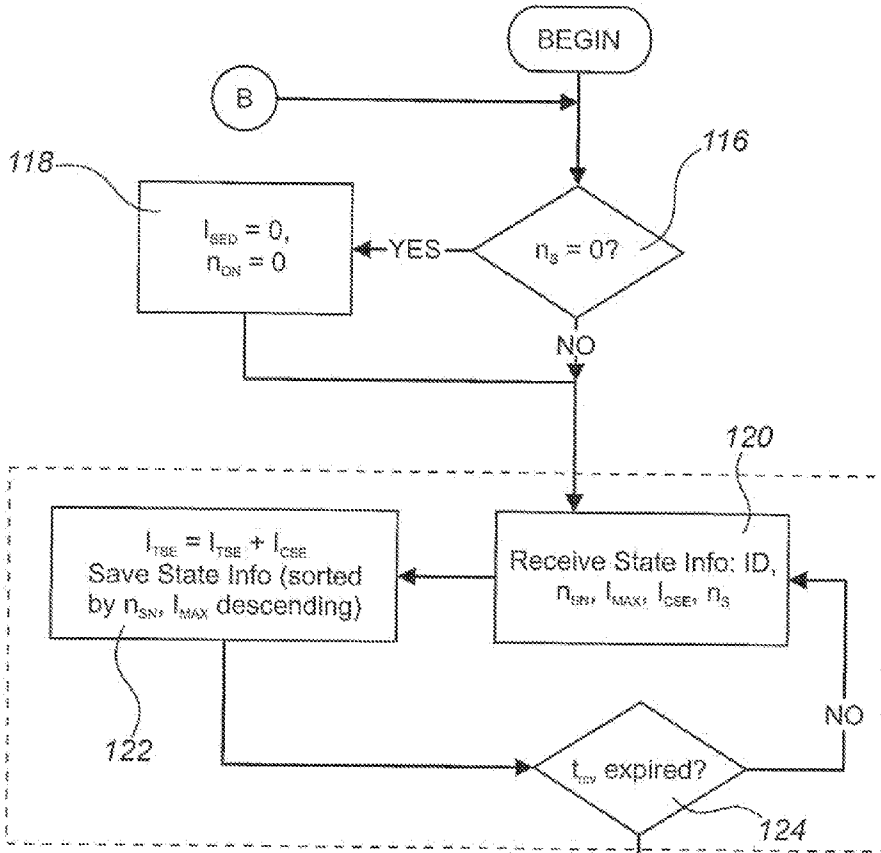 BEGIN
B
118
116
I_SED = 0,
n_ON = 0
YES
n_S = 0?
NO
120
I_TSE = I_TSE + I_CSE
Save State Info (sorted
by n_SN, I_MAX descending)
Receive State Info: ID,
n_SN, I_MAX, I_CSE, n_S
122
NO
t_rcv expired?
124